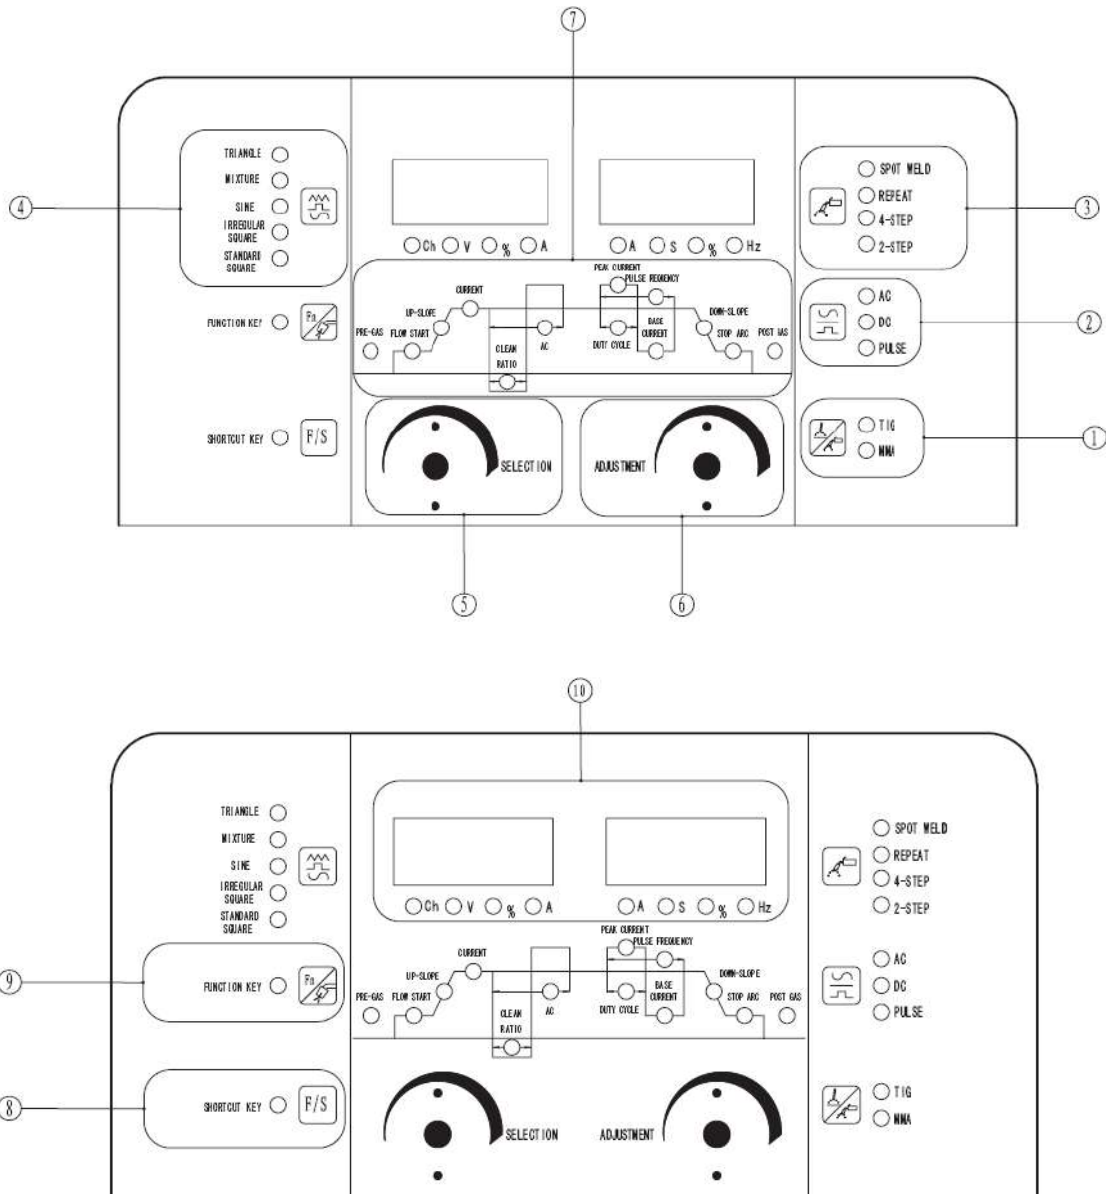 7
TRIANGLE
MIXTURE
SINE
IRREGULAR
SQUARE
STANDARD
SQUARE
4
FUNCTION KEY
Fn
SHORTCUT KEY
F/S
Ch V % A
A S % Hz
PEAK CURRENT
PULSE REQUENCY
CURRENT
UP-SLOPE
PRE-GAS
FLOW START
CLEAN
RATIO
AC
DUTY CYCLE
BASE
CURRENT
DOWN-SLOPE
STOP ARC
POST GAS
SELECTION
ADJUSTMENT
SPOT WELD
REPEAT
4-STEP
2-STEP
3
AC
DC
PULSE
2
TIG
MMA
1
5
6
10
TRIANGLE
MIXTURE
SINE
IRREGULAR
SQUARE
STANDARD
SQUARE
9
FUNCTION KEY
Fn
8
SHORTCUT KEY
F/S
Ch V % A
A S % Hz
PEAK CURRENT
PULSE FREQUENCY
CURRENT
UP-SLOPE
PRE-GAS
FLOW START
CLEAN
RATIO
AC
DUTY CYCLE
BASE
CURRENT
DOWN-SLOPE
STOP ARC
POST GAS
SELECTION
ADJUSTMENT
SPOT WELD
REPEAT
4-STEP
2-STEP
AC
DC
PULSE
TIG
MMA